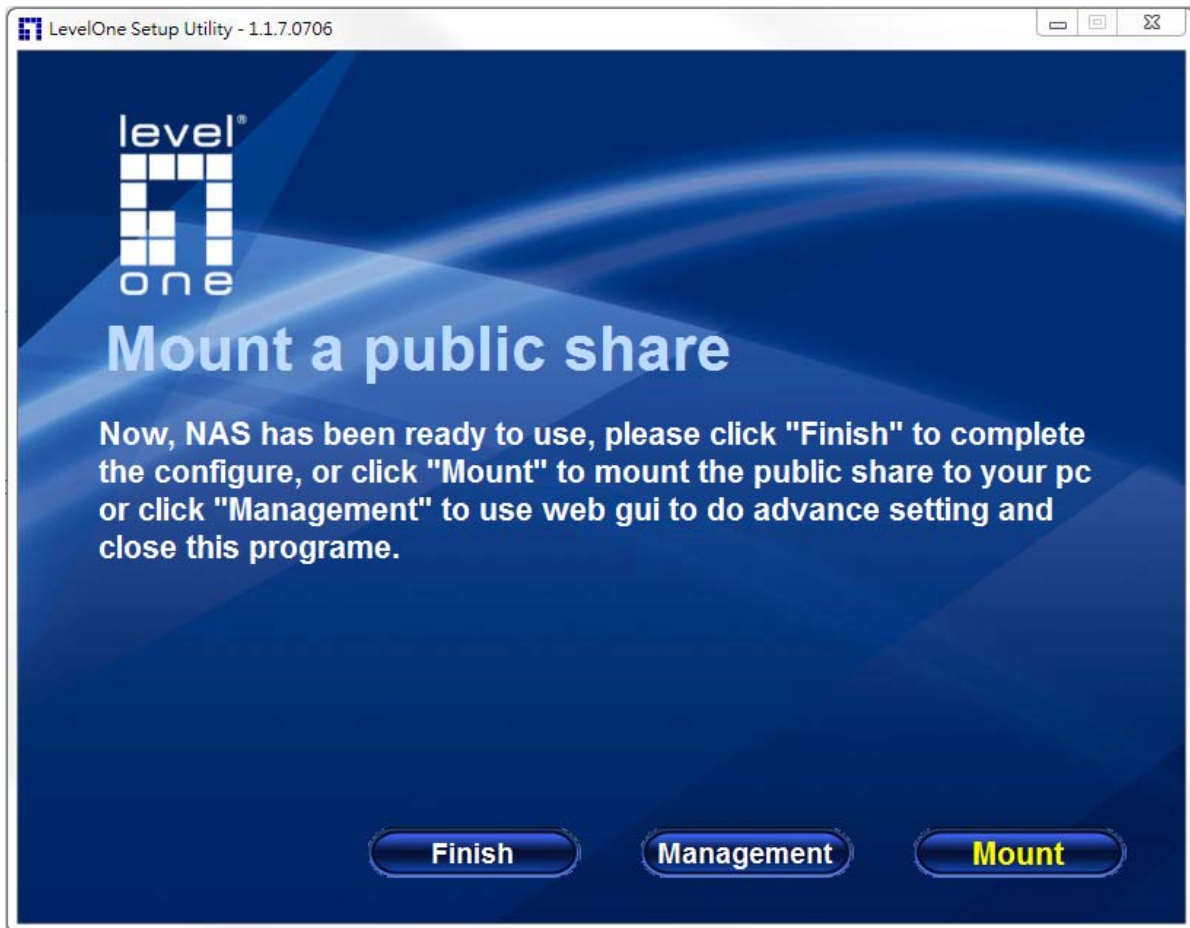 LevelOne Setup Utility - 1.1.7.0706
level®
one
Mount a public share
Now, NAS has been ready to use, please click "Finish" to complete
the configure, or click "Mount" to mount the public share to your pc
or click "Management" to use web gui to do advance setting and
close this programe.
Finish Management Mount